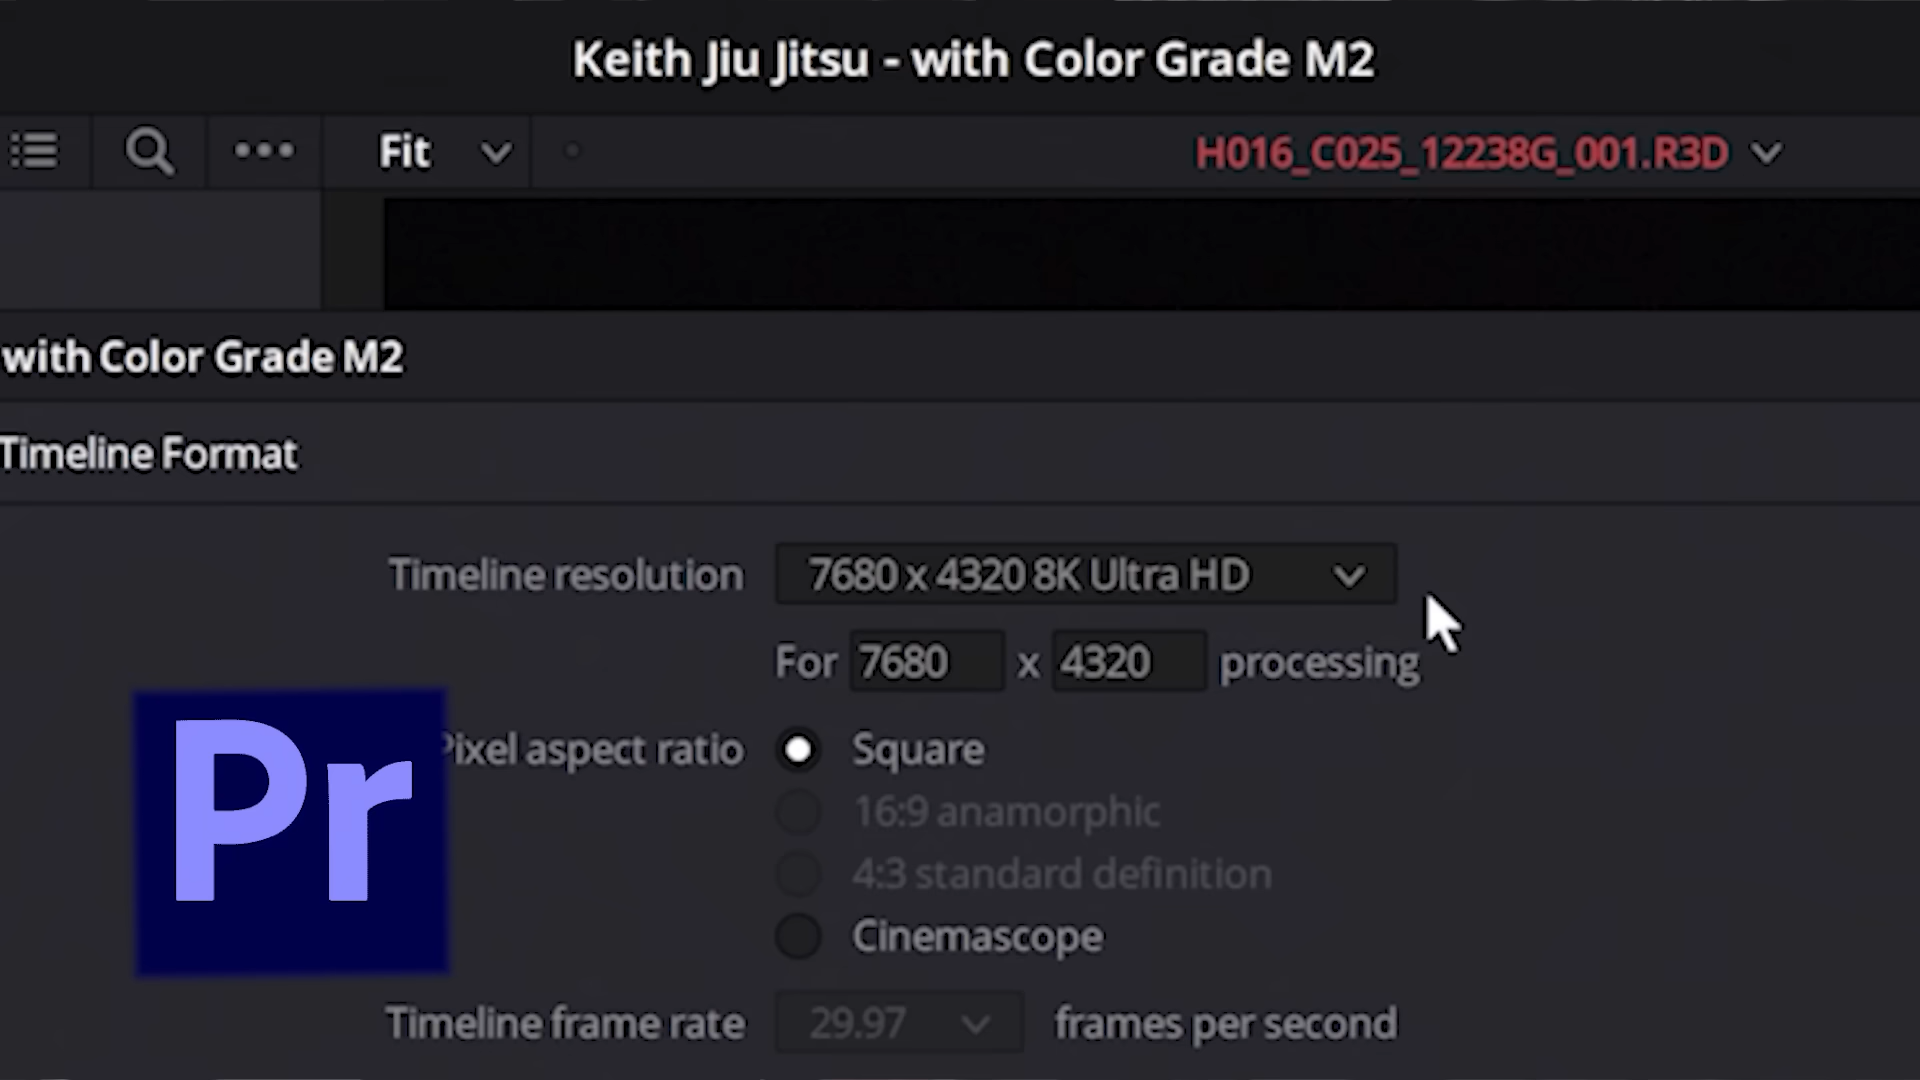 Keith Jiu Jitsu - with Color Grade M2
Fit
H016_C025_12238G_001.R3D
with Color Grade M2
Timeline Format
Timeline resolution 7680 x 4320 8K Ultra HD
For 7680 x 4320 processing
Pr
Pixel aspect ratio Square
16:9 anamorphic
4:3 standard definition
Cinemascope
Timeline frame rate 29.97 frames per second